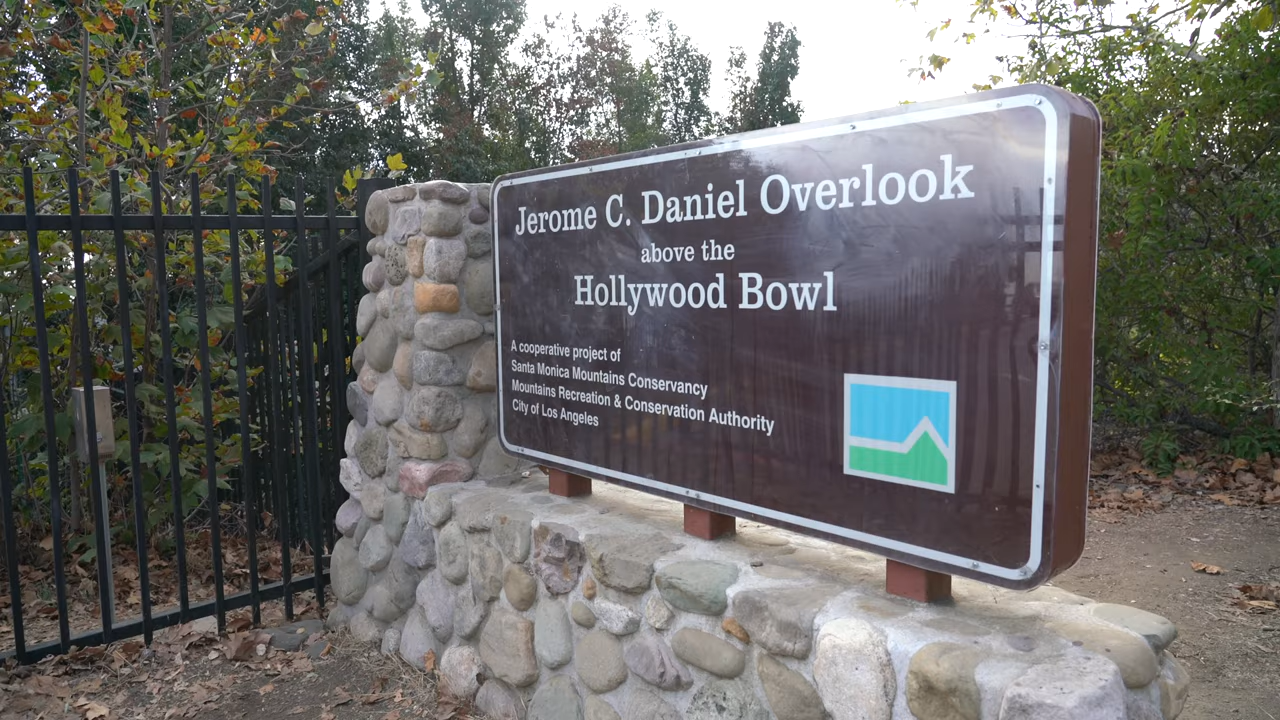 Jerome C. Daniel Overlook
above the
Hollywood Bowl
A cooperative project of
Santa Monica Mountains Conservancy
Mountains Recreation & Conservation Authority
City of Los Angeles